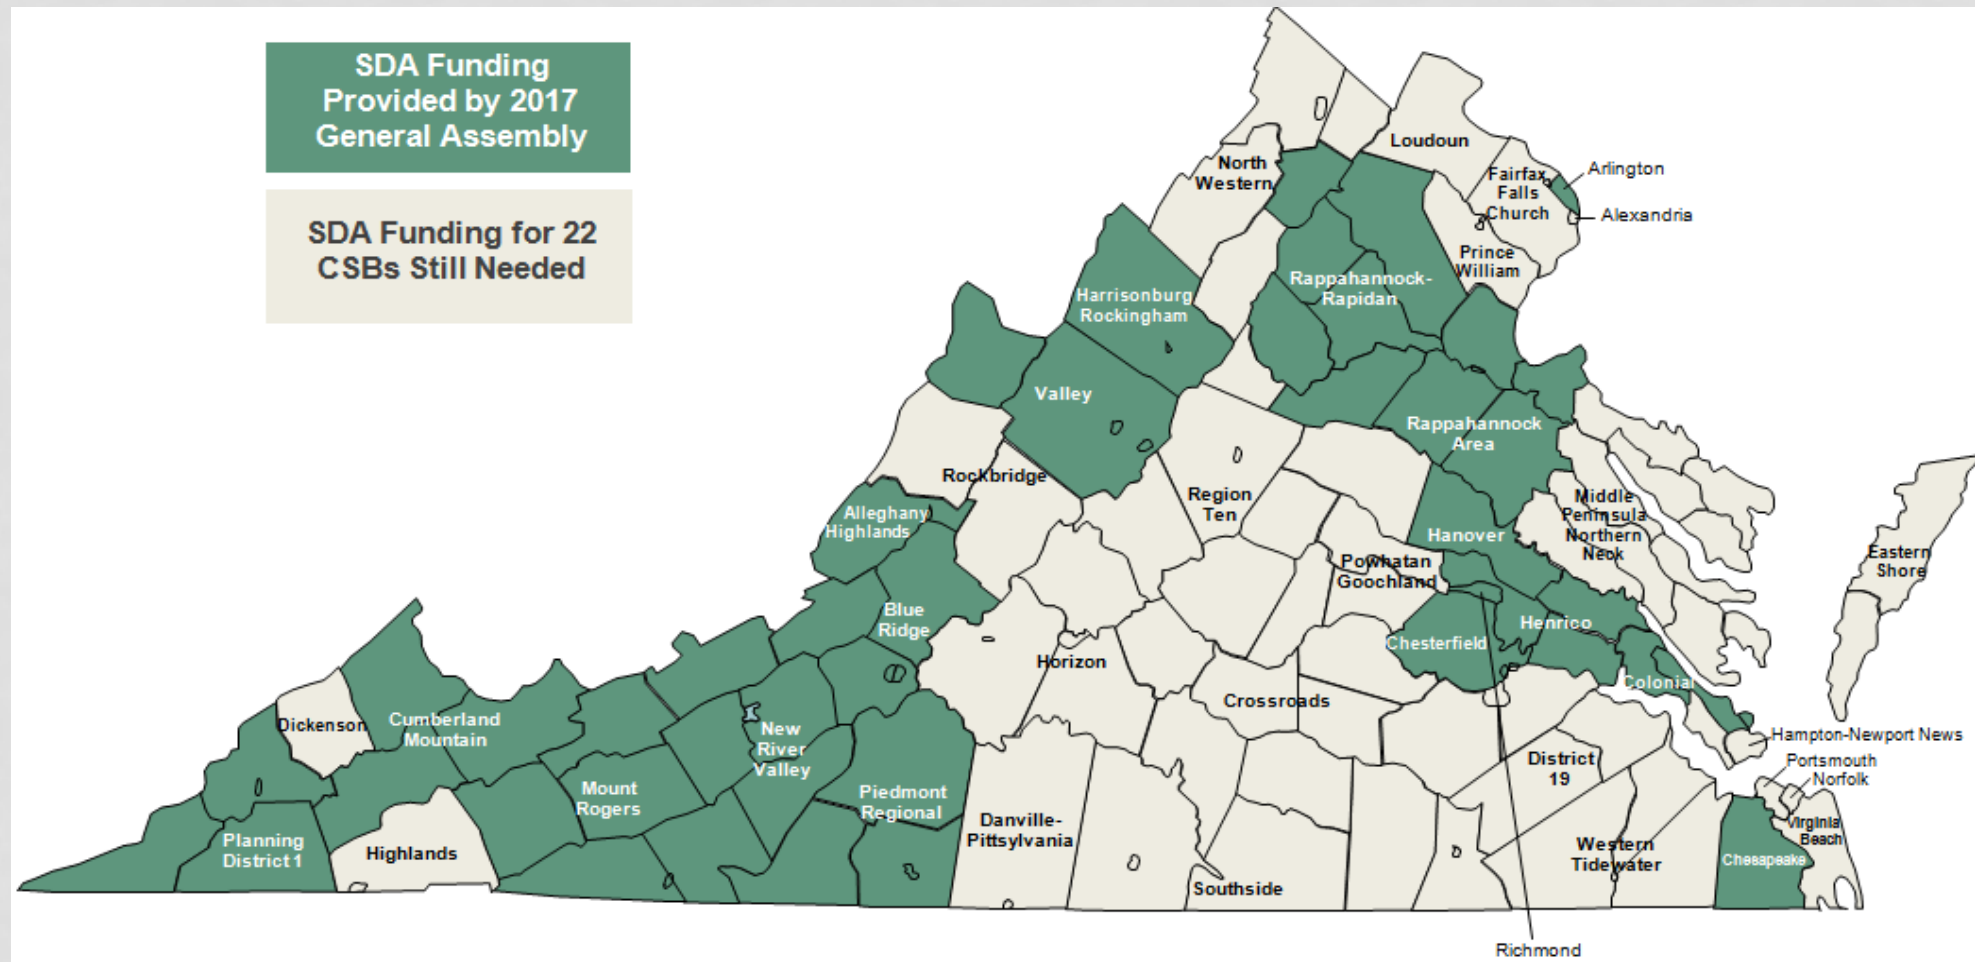 SDA Funding
Provided by 2017
General Assembly
SDA Funding for 22
CSBs Still Needed
Loudoun
North
Western
Fairfax
Falls
Church
Arlington
Alexandria
Prince
William
Rappahannock-
Rapidan
Harrisonburg
Rockingham
Valley
Rappahannock
Area
Rockbridge
Region
Ten
Middle
Peninsula
Northern
Neck
Alleghany
Highlands
Hanover
Eastern
Shore
Powhatan
Goochland
Blue
Ridge
Henrico
Chesterfield
Horizon
Colonial
Crossroads
Dickenson
Cumberland
Mountain
New
River
Valley
Hampton-Newport News
Portsmouth
Norfolk
District
19
Mount
Rogers
Piedmont
Regional
Danville-
Pittsylvania
Virginia
Beach
Planning
District 1
Highlands
Western
Tidewater
Chesapeake
Southside
Richmond